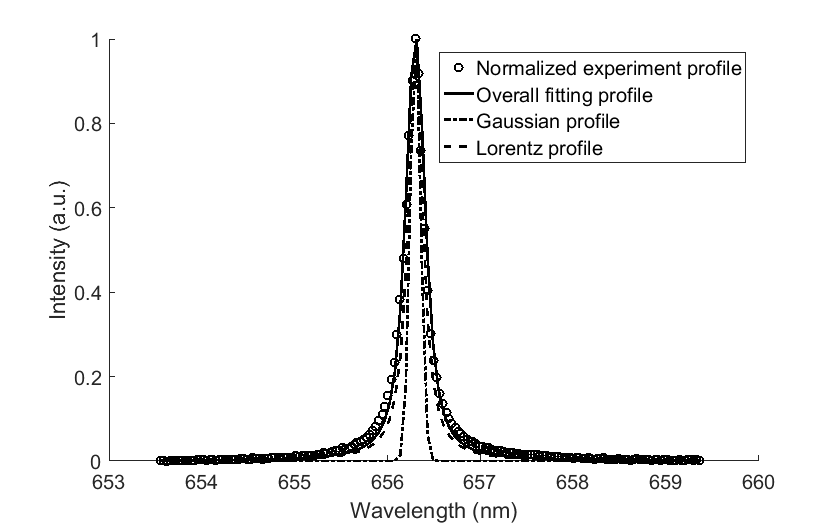 1
0.8
0.6
0.4
0.2
0
Intensity (a.u.)
Normalized experiment profile
Overall fitting profile
Gaussian profile
Lorentz profile
653 654 655 656 657 658 659 660
Wavelength (nm)